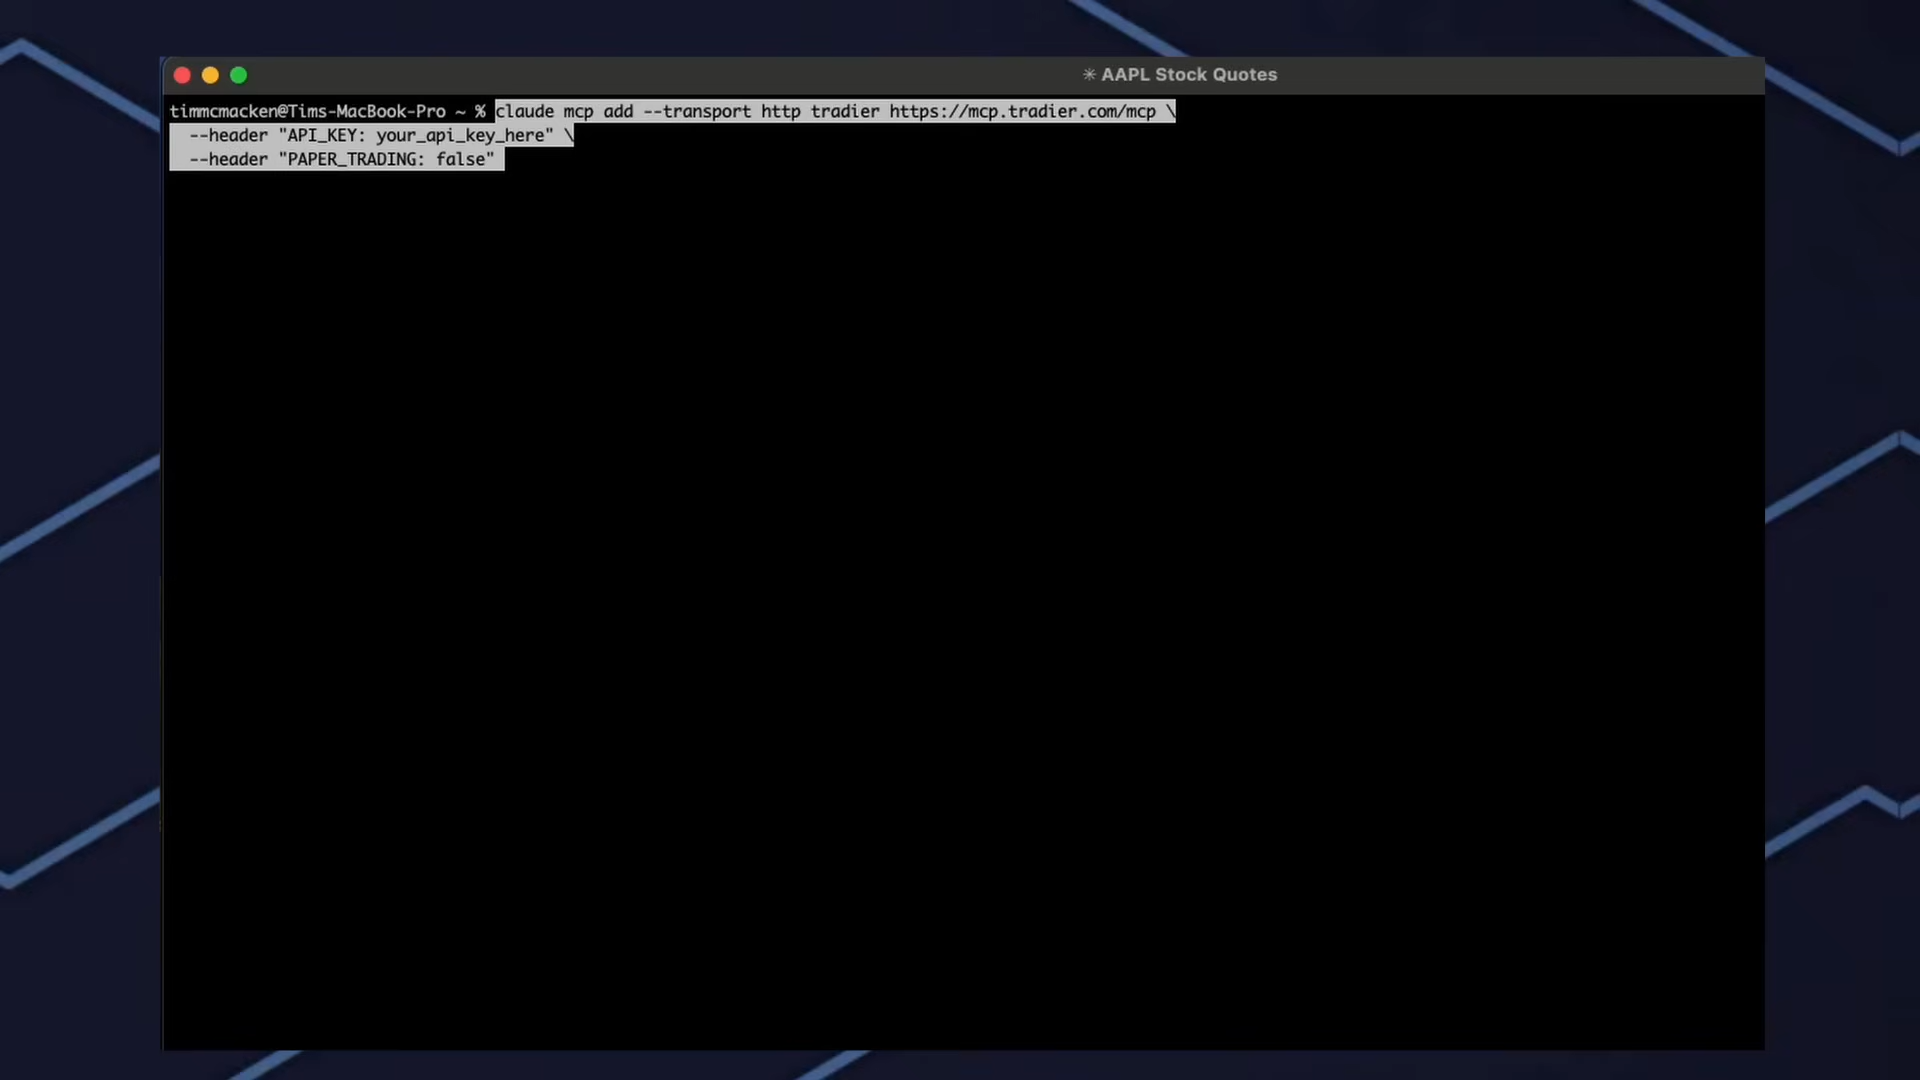 ✳ AAPL Stock Quotes
timmcmacken@Tims-MacBook-Pro ~ % claude mcp add --transport http tradier https://mcp.tradier.com/mcp \
--header "API_KEY: your_api_key_here" \
--header "PAPER_TRADING: false"